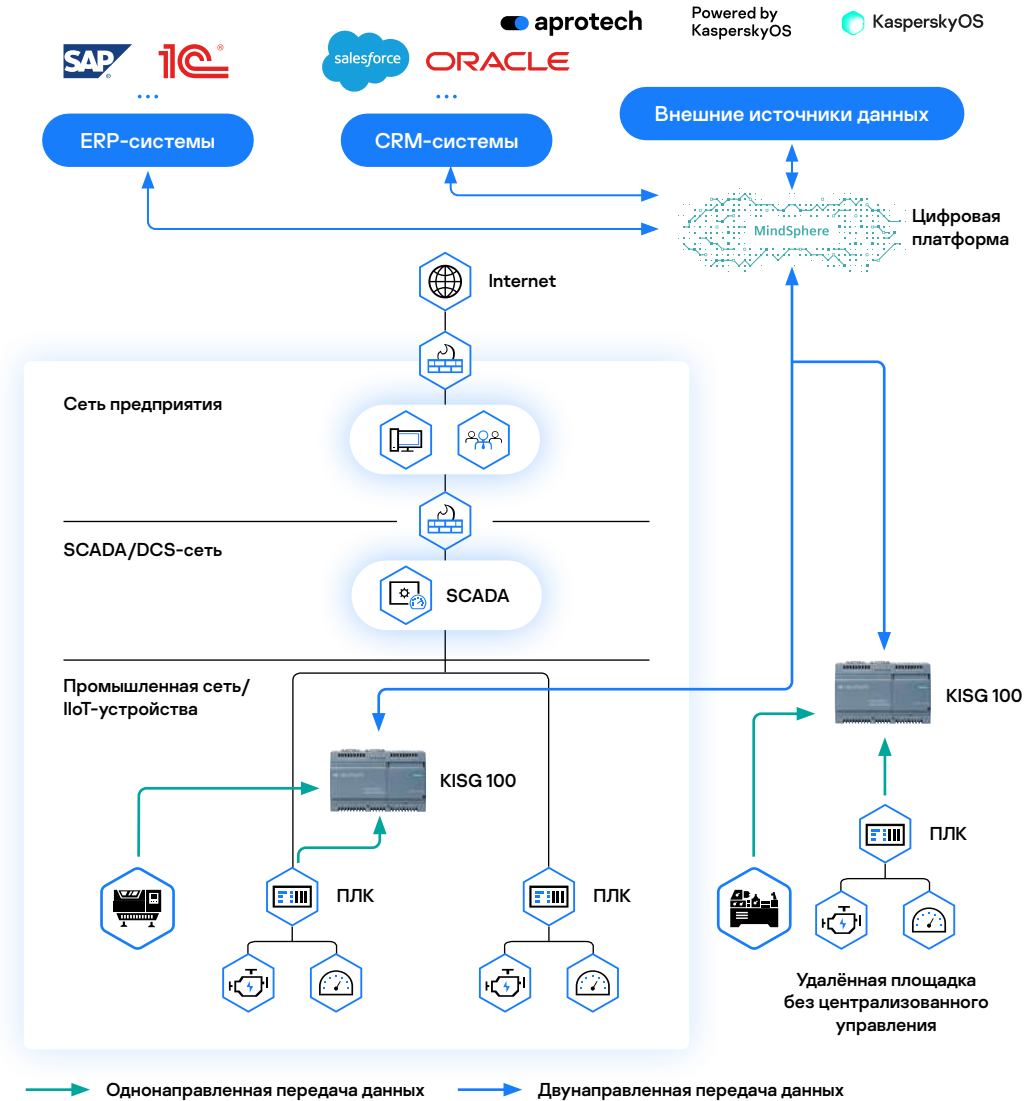 aprotech
Powered by
KasperskyOS
KasperskyOS
SAP
1C
salesforce
ORACLE
...
...
ERP-системы
CRM-системы
Внешние источники данных
MindSphere
Цифровая
платформа
Internet
Сеть предприятия
SCADA/DCS-сеть
SCADA
Промышленная сеть/
IIoT-устройства
KISG 100
KISG 100
ПЛК
ПЛК
ПЛК
Удалённая площадка
без централизованного
управления
Однонаправленная передача данных
Двунаправленная передача данных